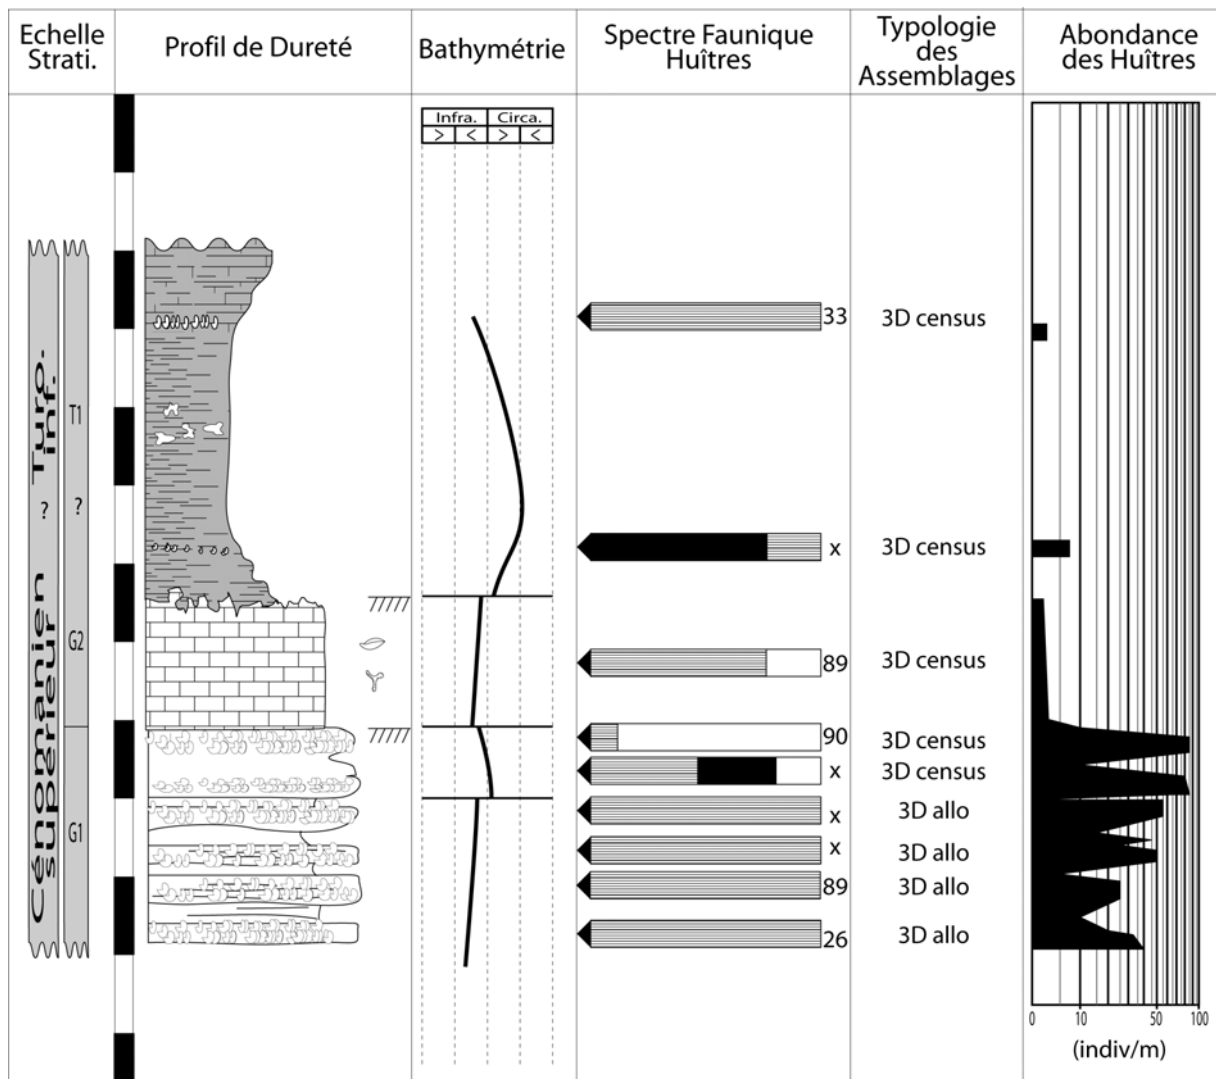 Echelle
Strati.
Profil de Dureté
Bathymétrie
Spectre Faunique
Huîtres
Typologie
des
Assemblages
Abondance
des Huîtres
Infra. Circa.
> < > <
Turo.
inf.
?
Cénomanien
supérieur
T1
?
G2
G1
33 3D census
x 3D census
89 3D census
90 3D census
x 3D census
x 3D allo
x 3D allo
89 3D allo
26 3D allo
0 10 50 100
(indiv/m)